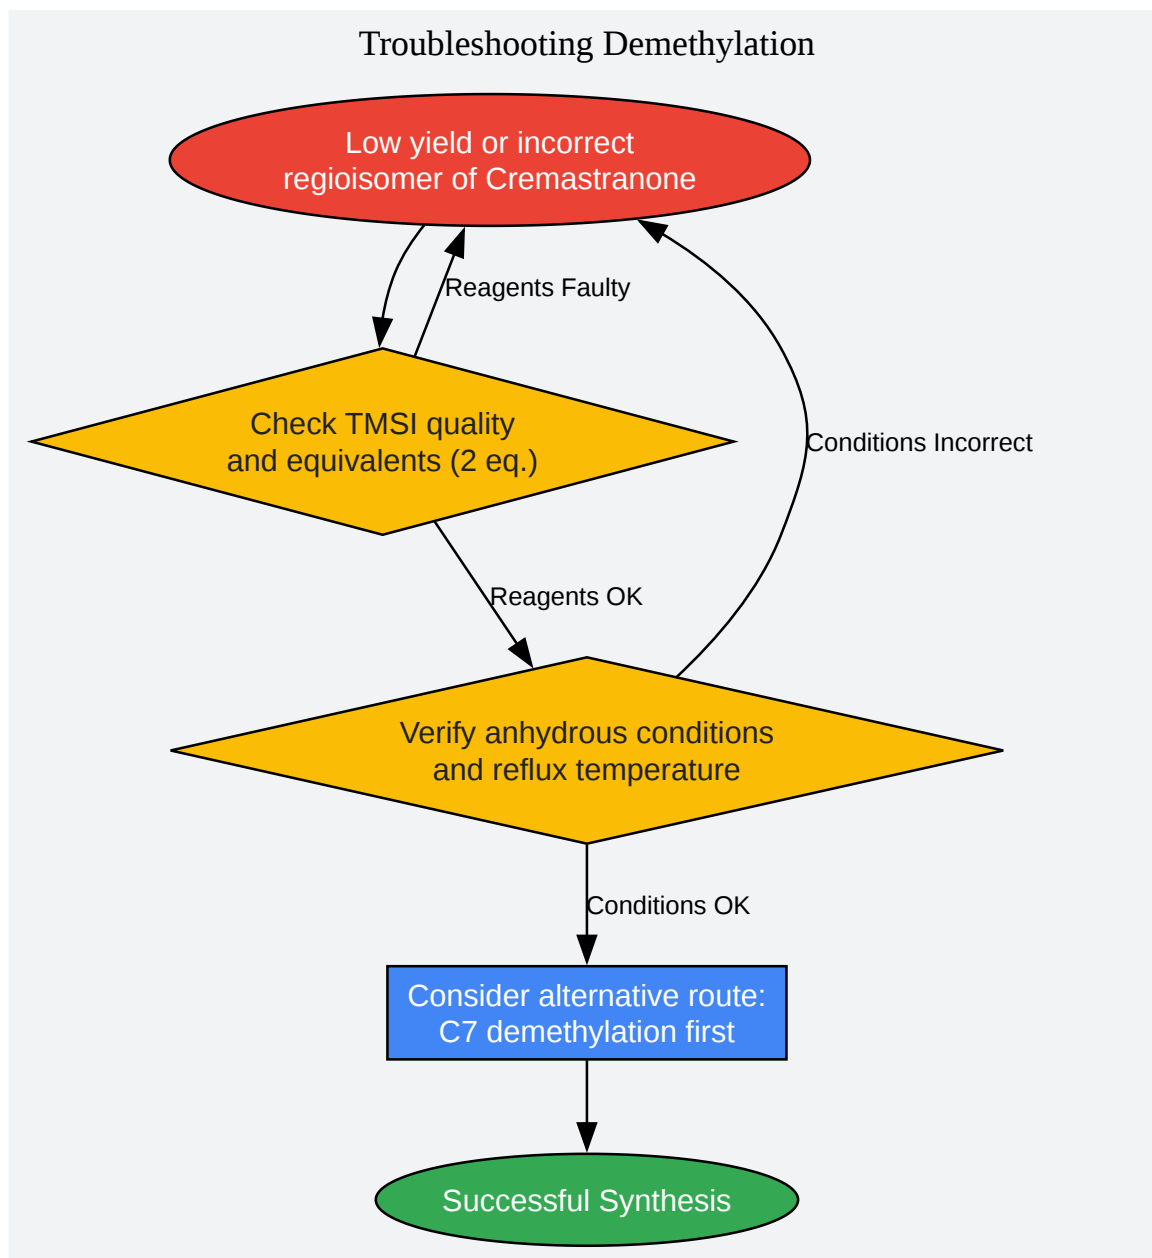 Troubleshooting Demethylation
Low yield or incorrect
regioisomer of Cremastranone
Reagents Faulty
Check TMSI quality
and equivalents (2 eq.)
Conditions Incorrect
Reagents OK
Verify anhydrous conditions
and reflux temperature
Conditions OK
Consider alternative route:
C7 demethylation first
Successful Synthesis